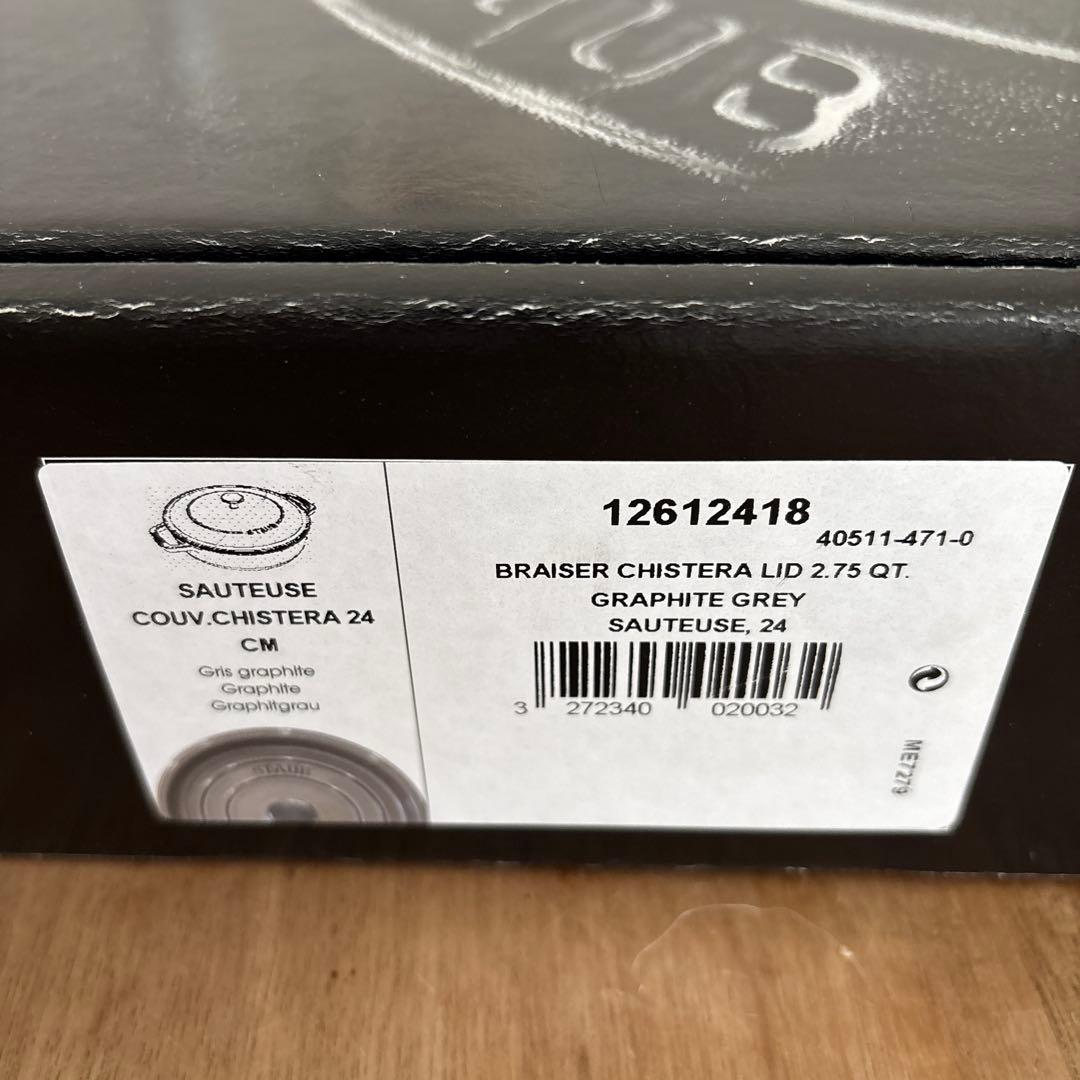 SAUTEUSE
COUV.CHISTERA 24
CM
Gris graphite
Graphite
Graphitgrau
STAUB
12612418
40511-471-0
BRAISER CHISTERA LID 2.75 QT.
GRAPHITE GREY
SAUTEUSE, 24
3 272340 020032
ME7279